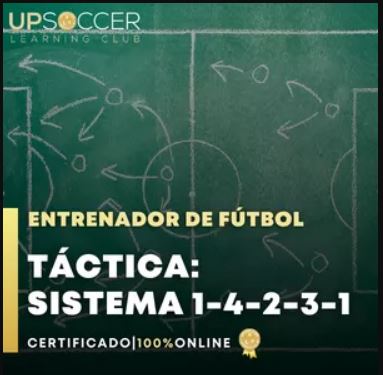 UPSOCCER
LEARNING CLUB
ENTRENADOR DE FÚTBOL
TÁCTICA:
SISTEMA 1-4-2-3-1
CERTIFICADO|100%ONLINE